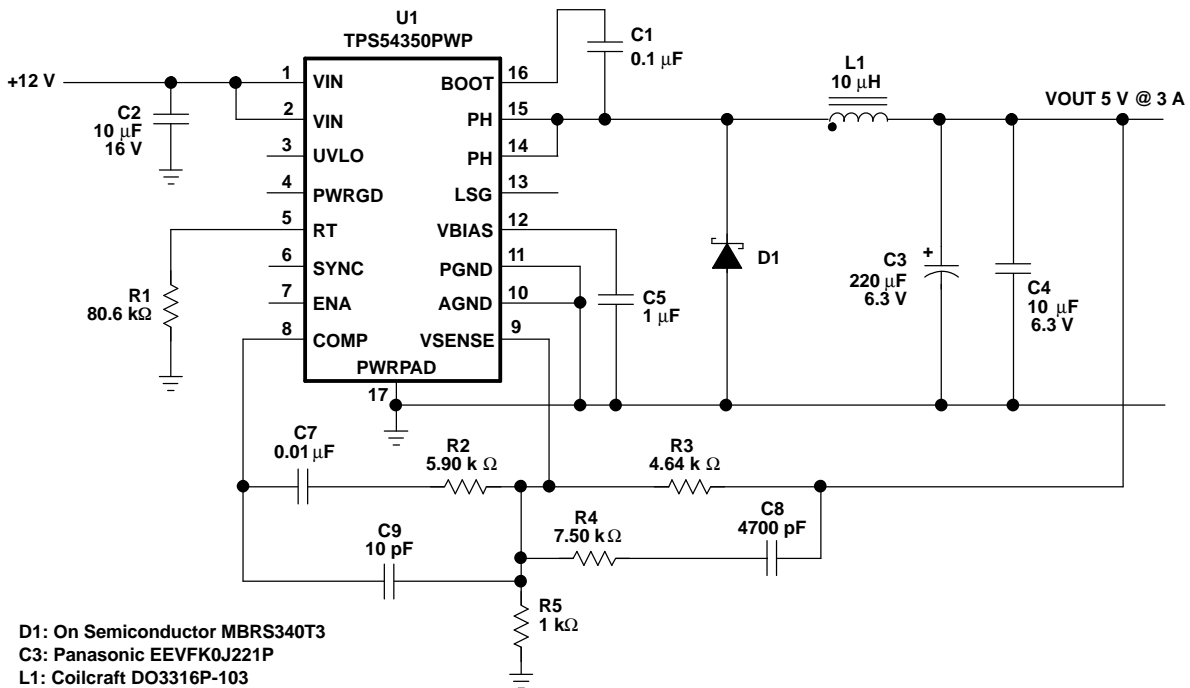 U1
TPS54350PWP
+12 V
C2
10 μF
16 V
1
VIN
2
VIN
3
UVLO
4
PWRGD
5
RT
6
SYNC
7
ENA
8
COMP
PWRPAD
17
16
BOOT
15
PH
14
PH
13
LSG
12
VBIAS
11
PGND
10
AGND
9
VSENSE
C1
0.1 μF
L1
10 μH
VOUT 5 V @ 3 A
D1
C3
220 μF
6.3 V
+
C4
10 μF
6.3 V
C5
1 μF
R1
80.6 kΩ
C7
0.01 μF
R2
5.90 k Ω
R3
4.64 k Ω
R4
7.50 k Ω
C8
4700 pF
C9
10 pF
R5
1 kΩ
D1: On Semiconductor MBRS340T3
C3: Panasonic EEVFK0J221P
L1: Coilcraft DO3316P-103